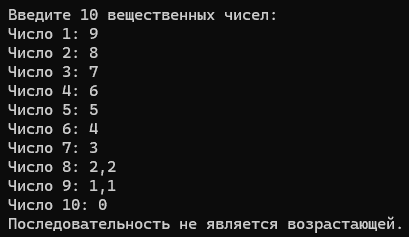 Введите 10 вещественных чисел:
Число 1: 9
Число 2: 8
Число 3: 7
Число 4: 6
Число 5: 5
Число 6: 4
Число 7: 3
Число 8: 2,2
Число 9: 1,1
Число 10: 0
Последовательность не является возрастающей.